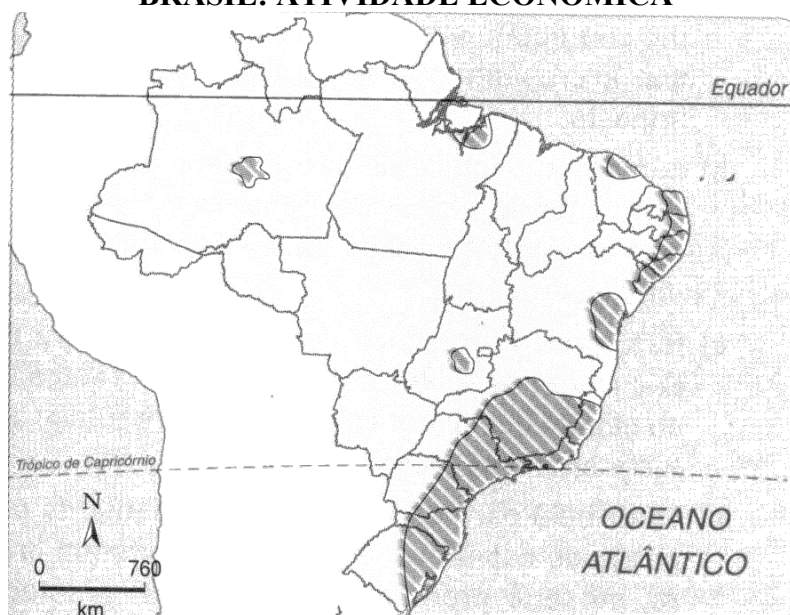 BRASIL: ATIVIDADE ECONÔMICA
Equador
Trópico de Capricórnio
N
0 760
km
OCEANO
ATLÂNTICO